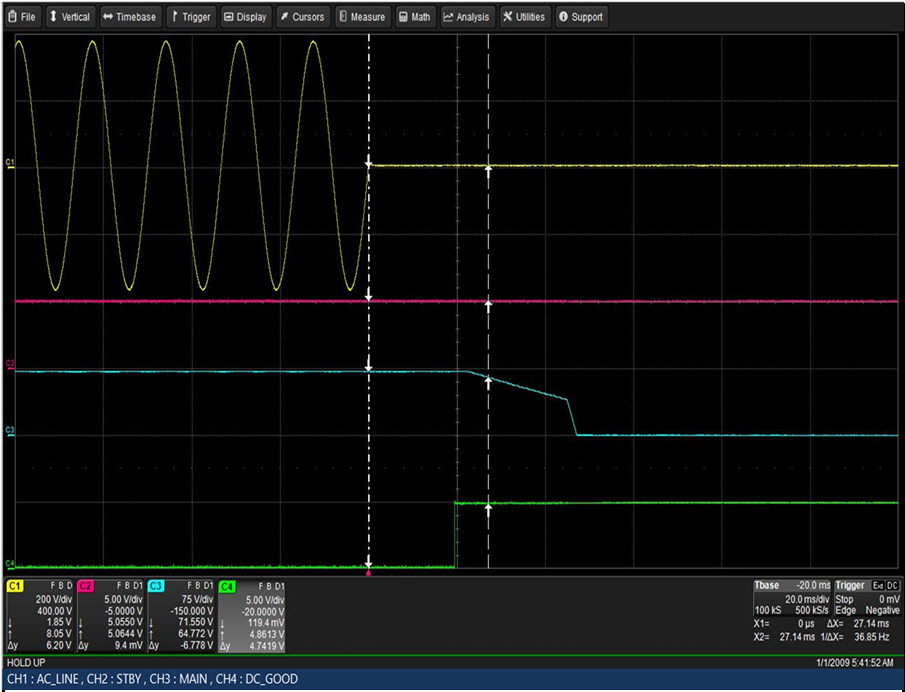 File Vertical Timebase Trigger Display Cursors Measure Math Analysis Utilities Support
C1
C2
C3
C4
C1 F B D
200 V/div
400.00 V
↓ 1.85 V
↑ 8.05 V
Δy 6.20 V
C2 F B D1
5.00 V/div
-5.0000 V
↓ 5.0550 V
↑ 5.0644 V
Δy 9.4 mV
C3 F B D1
75 V/div
-150.000 V
↓ 71.550 V
↑ 64.772 V
Δy -6.778 V
C4 F B D1
5.00 V/div
-20.0000 V
↓ 119.4 mV
↑ 4.8613 V
Δy 4.7419 V
Tbase -20.0 ms
20.0 ms/div
100 kS 500 kS/s
Trigger Ext DC
Stop 0 mV
Edge Negative
X1= 0 µs ΔX= 27.14 ms
X2= 27.14 ms 1/ΔX= 36.85 Hz
HOLD UP
1/1/2009 5:41:52 AM
CH1 : AC_LINE , CH2 : STBY , CH3 : MAIN , CH4 : DC_GOOD